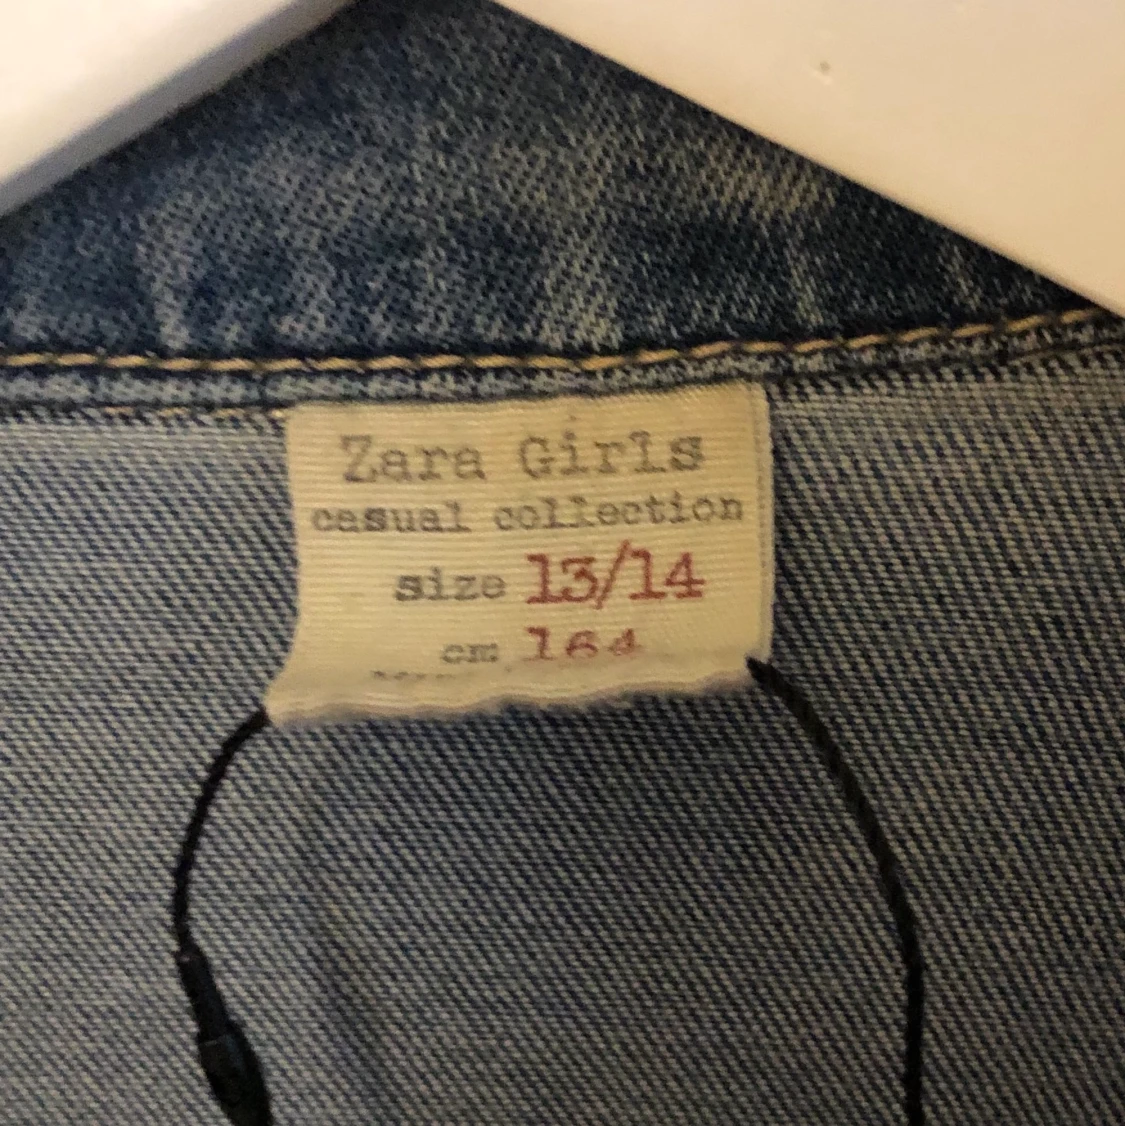 Zara Girls
casual collection
size 13/14
cm 164